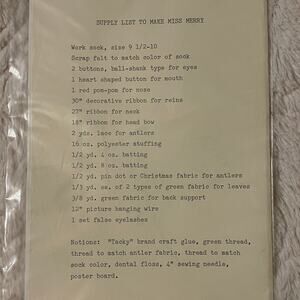 SUPPLY LIST TO MAKE MISS MERRY
Work sock, size 9 1/2-10
Scrap felt to match color of sock
2 buttons, ball-shank type for eyes
1 heart shaped button for mouth
1 red pom-pom for nose
30" decorative ribbon for reins
27" ribbon for neck
18" ribbon for head bow
2 yds. lace for antlers
16 oz. polyester stuffing
1/2 yd. 4 oz. batting
1/2 yd. 8 oz. batting
1/2 yd. pin dot or Christmas fabric for antlers
1/3 yd. ea. of 2 types of green fabric for leaves
3/8 yd. green fabric for back support
12" picture hanging wire
1 set false eyelashes
Notions: "Tacky" brand craft glue, green thread,
thread to match antler fabric, thread to match
sock color, dental floss, 4" sewing needle,
poster board.